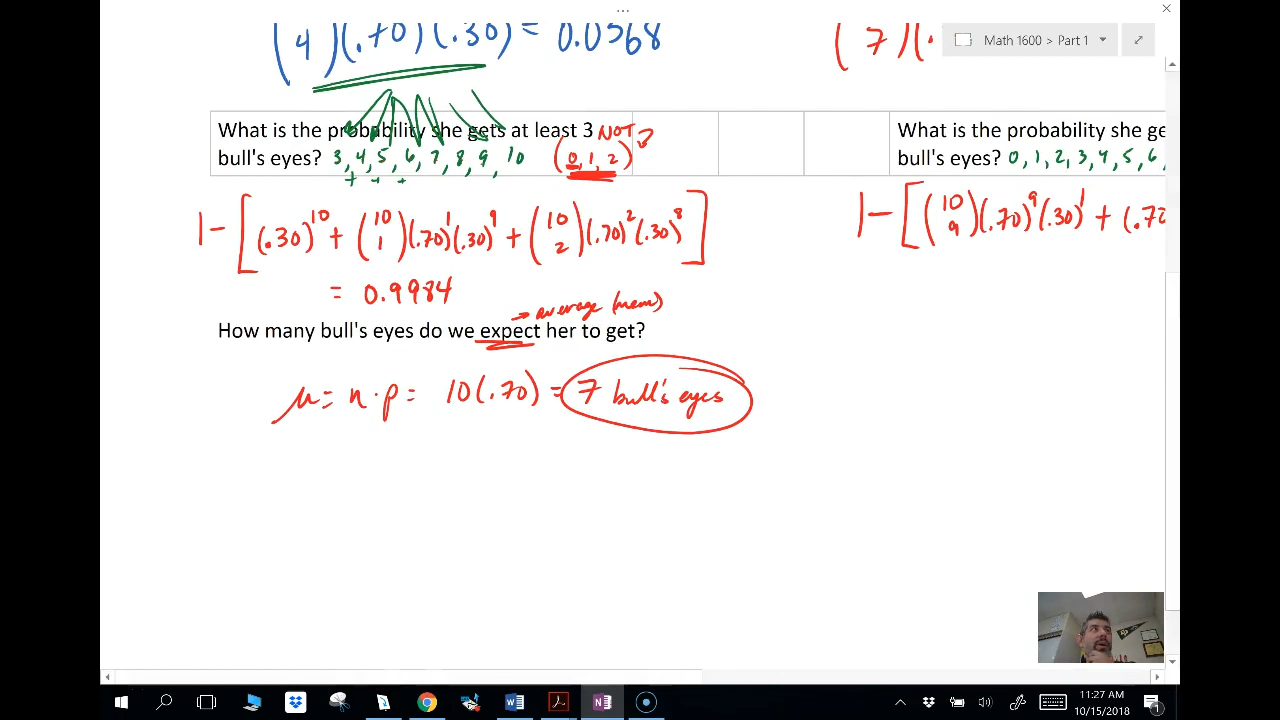 Math 1600 > Part 1
( 4 )(.70)(.30) = 0.0368
( 7 )(.
What is the probability she gets at least 3 NOT
bull's eyes? 3, 4, 5, 6, 7, 8, 9, 10 (0, 1, 2)
+ + +
What is the probability she ge
bull's eyes? 0, 1, 2, 3, 4, 5, 6,
1 - [(.30)^10 + (10 1)(.70)^1(.30)^9 + (10 2)(.70)^2(.30)^8]
= 0.9984
1 - [(10 9)(.70)^9(.30)^1 + (.70
→ average (mean)
How many bull's eyes do we expect her to get?
μ = n · p = 10(.70) = 7 bull's eyes
11:27 AM
10/15/2018